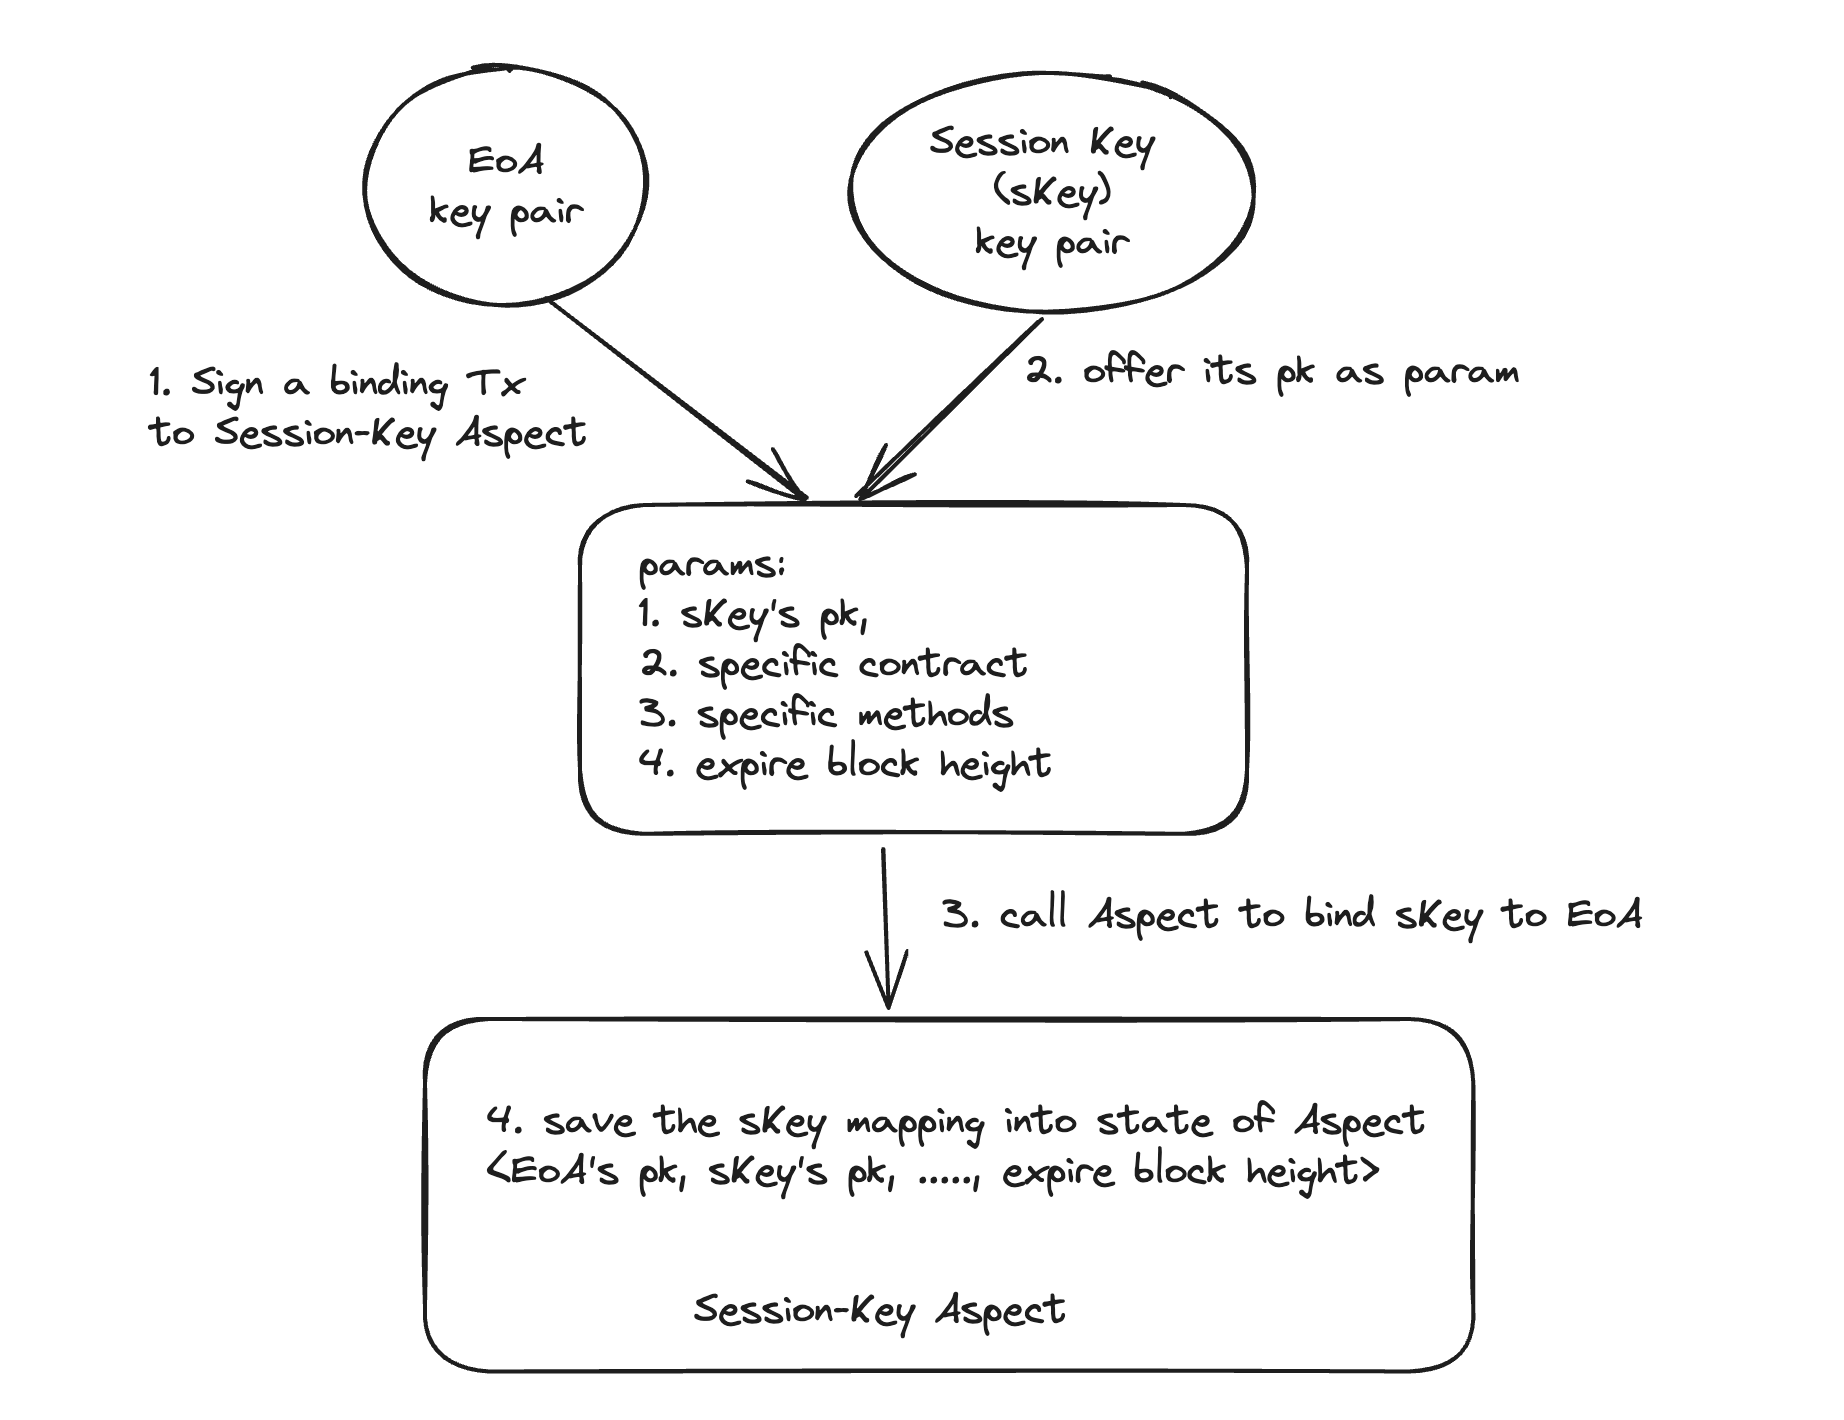 EoA
key pair
Session Key
(sKey)
key pair
1. Sign a binding Tx
to Session-Key Aspect
2. offer its pk as param
params:
1. sKey's pk,
2. specific contract
3. specific methods
4. expire block height
3. call Aspect to bind sKey to EoA
4. save the sKey mapping into state of Aspect
<EoA's pk, sKey's pk, ....., expire block height>
Session-Key Aspect